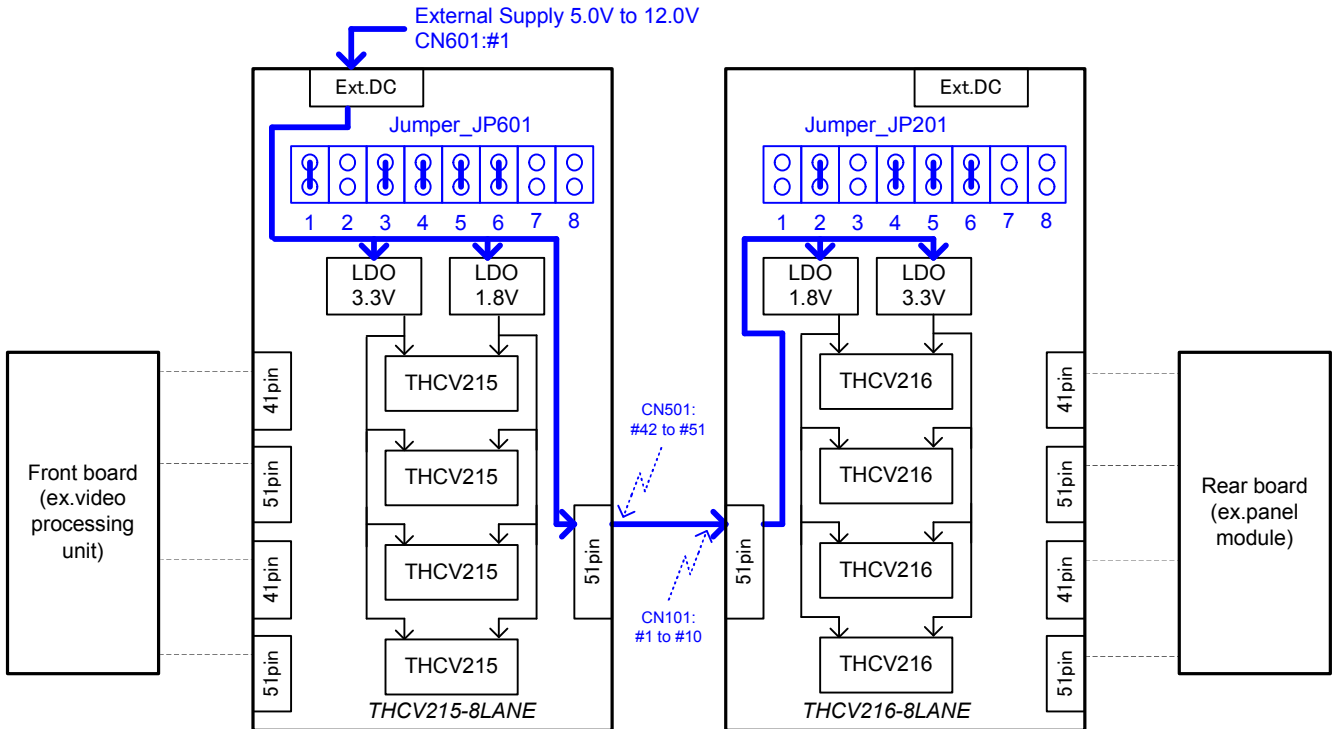 External Supply 5.0V to 12.0V
CN601:#1
Ext.DC
Jumper_JP601
1 2 3 4 5 6 7 8
LDO
3.3V
LDO
1.8V
THCV215
THCV215
THCV215
THCV215
THCV215-8LANE
41pin
51pin
41pin
51pin
Front board
(ex.video
processing
unit)
51pin
CN501:
#42 to #51
CN101:
#1 to #10
51pin
Ext.DC
Jumper_JP201
1 2 3 4 5 6 7 8
LDO
1.8V
LDO
3.3V
THCV216
THCV216
THCV216
THCV216
THCV216-8LANE
41pin
51pin
41pin
51pin
Rear board
(ex.panel
module)